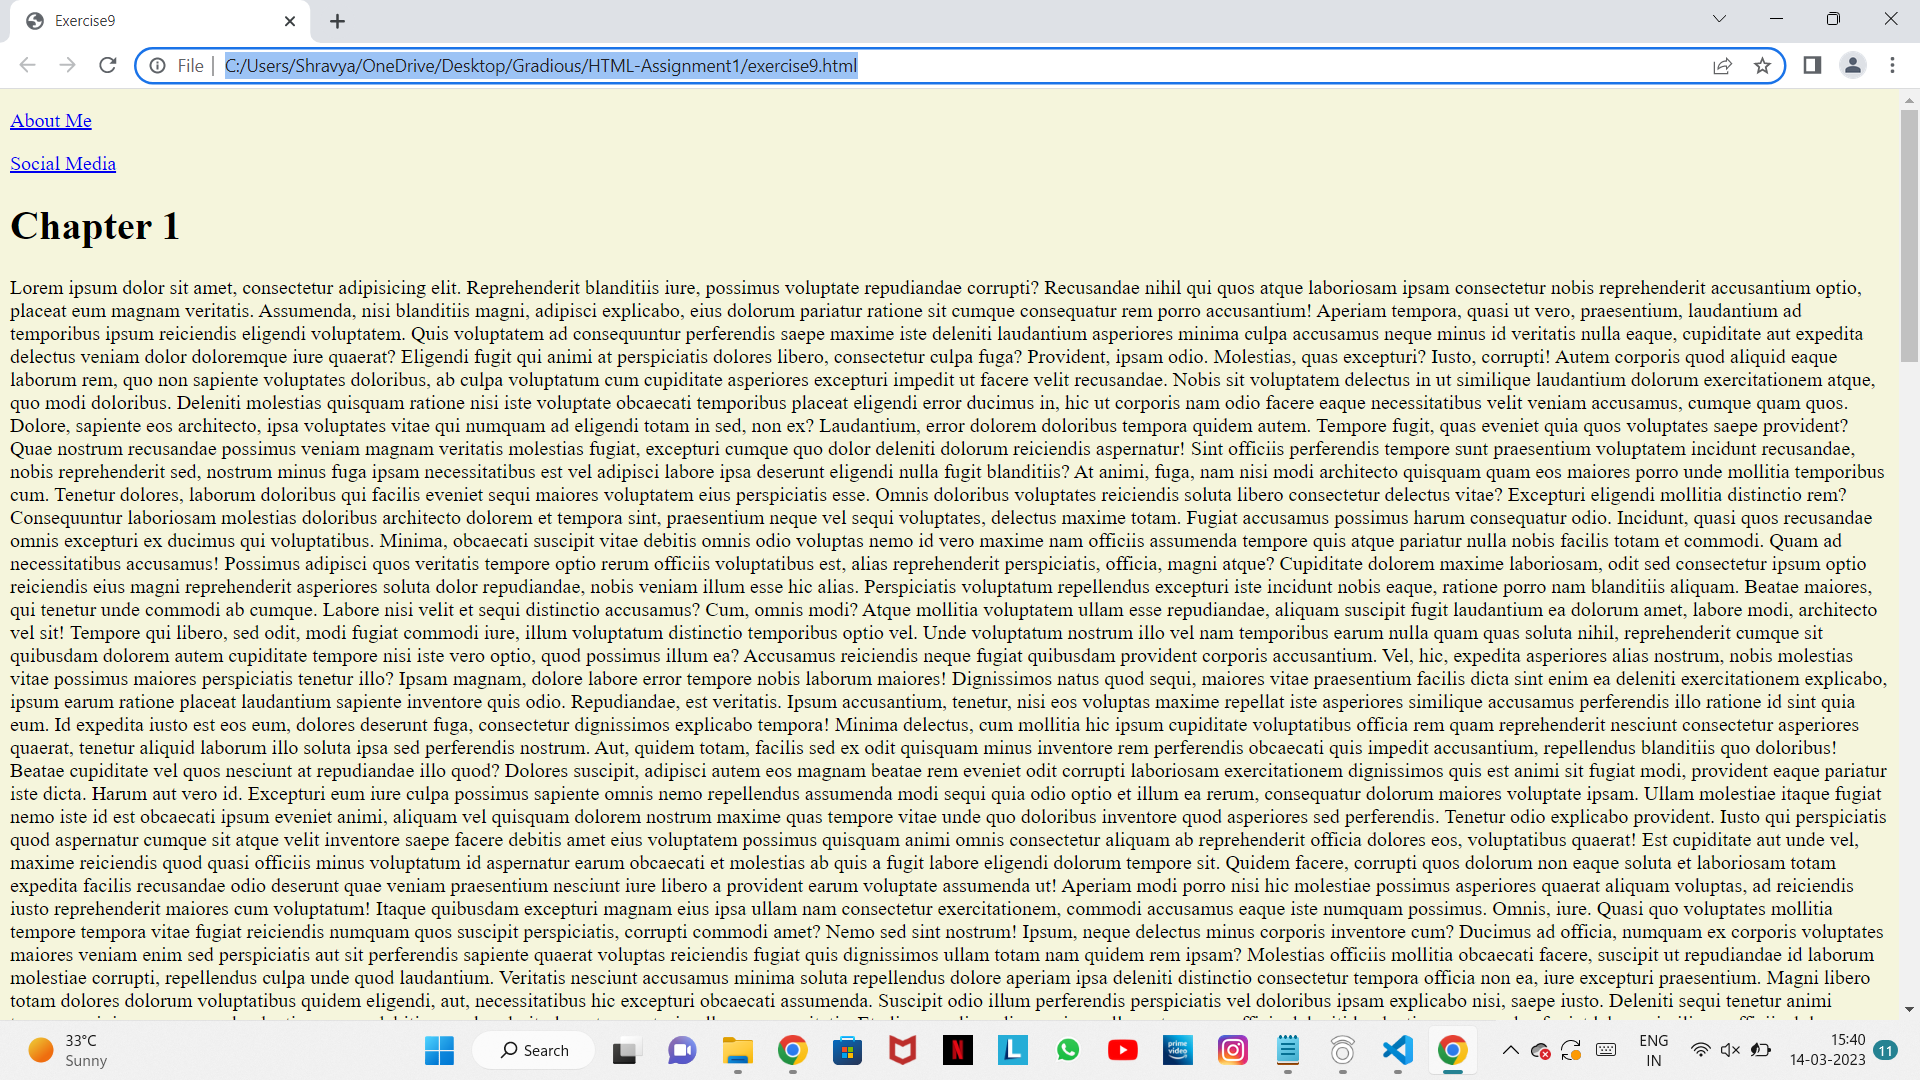 Exercise9
File
C:/Users/Shravya/OneDrive/Desktop/Gradious/HTML-Assignment1/exercise9.html
About Me
Social Media
Chapter 1
Lorem ipsum dolor sit amet, consectetur adipisicing elit. Reprehenderit blanditiis iure, possimus voluptate repudiandae corrupti? Recusandae nihil qui quos atque laboriosam ipsam consectetur nobis reprehenderit accusantium optio,
placeat eum magnam veritatis. Assumenda, nisi blanditiis magni, adipisci explicabo, eius dolorum pariatur ratione sit cumque consequatur rem porro accusantium! Aperiam tempora, quasi ut vero, praesentium, laudantium ad
temporibus ipsum reiciendis eligendi voluptatem. Quis voluptatem ad consequuntur perferendis saepe maxime iste deleniti laudantium asperiores minima culpa accusamus neque minus id veritatis nulla eaque, cupiditate aut expedita
delectus veniam dolor doloremque iure quaerat? Eligendi fugit qui animi at perspiciatis dolores libero, consectetur culpa fuga? Provident, ipsam odio. Molestias, quas excepturi? Iusto, corrupti! Autem corporis quod aliquid eaque
laborum rem, quo non sapiente voluptates doloribus, ab culpa voluptatum cum cupiditate asperiores excepturi impedit ut facere velit recusandae. Nobis sit voluptatem delectus in ut similique laudantium dolorum exercitationem atque,
quo modi doloribus. Deleniti molestias quisquam ratione nisi iste voluptate obcaecati temporibus placeat eligendi error ducimus in, hic ut corporis nam odio facere eaque necessitatibus velit veniam accusamus, cumque quam quos.
Dolore, sapiente eos architecto, ipsa voluptates vitae qui numquam ad eligendi totam in sed, non ex? Laudantium, error dolorem doloribus tempora quidem autem. Tempore fugit, quas eveniet quia quos voluptates saepe provident?
Quae nostrum recusandae possimus veniam magnam veritatis molestias fugiat, excepturi cumque quo dolor deleniti dolorum reiciendis aspernatur! Sint officiis perferendis tempore sunt praesentium voluptatem incidunt recusandae,
nobis reprehenderit sed, nostrum minus fuga ipsam necessitatibus est vel adipisci labore ipsa deserunt eligendi nulla fugit blanditiis? At animi, fuga, nam nisi modi architecto quisquam quam eos maiores porro unde mollitia temporibus
cum. Tenetur dolores, laborum doloribus qui facilis eveniet sequi maiores voluptatem eius perspiciatis esse. Omnis doloribus voluptates reiciendis soluta libero consectetur delectus vitae? Excepturi eligendi mollitia distinctio rem?
Consequuntur laboriosam molestias doloribus architecto dolorem et tempora sint, praesentium neque vel sequi voluptates, delectus maxime totam. Fugiat accusamus possimus harum consequatur odio. Incidunt, quasi quos recusandae
omnis excepturi ex ducimus qui voluptatibus. Minima, obcaecati suscipit vitae debitis omnis odio voluptas nemo id vero maxime nam officiis assumenda tempore quis atque pariatur nulla nobis facilis totam et commodi. Quam ad
necessitatibus accusamus! Possimus adipisci quos veritatis tempore optio rerum officiis voluptatibus est, alias reprehenderit perspiciatis, officia, magni atque? Cupiditate dolorem maxime laboriosam, odit sed consectetur ipsum optio
reiciendis eius magni reprehenderit asperiores soluta dolor repudiandae, nobis veniam illum esse hic alias. Perspiciatis voluptatum repellendus excepturi iste incidunt nobis eaque, ratione porro nam blanditiis aliquam. Beatae maiores,
qui tenetur unde commodi ab cumque. Labore nisi velit et sequi distinctio accusamus? Cum, omnis modi? Atque mollitia voluptatem ullam esse repudiandae, aliquam suscipit fugit laudantium ea dolorum amet, labore modi, architecto
vel sit! Tempore qui libero, sed odit, modi fugiat commodi iure, illum voluptatum distinctio temporibus optio vel. Unde voluptatum nostrum illo vel nam temporibus earum nulla quam quas soluta nihil, reprehenderit cumque sit
quibusdam dolorem autem cupiditate tempore nisi iste vero optio, quod possimus illum ea? Accusamus reiciendis neque fugiat quibusdam provident corporis accusantium. Vel, hic, expedita asperiores alias nostrum, nobis molestias
vitae possimus maiores perspiciatis tenetur illo? Ipsam magnam, dolore labore error tempore nobis laborum maiores! Dignissimos natus quod sequi, maiores vitae praesentium facilis dicta sint enim ea deleniti exercitationem explicabo,
ipsum earum ratione placeat laudantium sapiente inventore quis odio. Repudiandae, est veritatis. Ipsum accusantium, tenetur, nisi eos voluptas maxime repellat iste asperiores similique accusamus perferendis illo ratione id sint quia
eum. Id expedita iusto est eos eum, dolores deserunt fuga, consectetur dignissimos explicabo tempora! Minima delectus, cum mollitia hic ipsum cupiditate voluptatibus officia rem quam reprehenderit nesciunt consectetur asperiores
quaerat, tenetur aliquid laborum illo soluta ipsa sed perferendis nostrum. Aut, quidem totam, facilis sed ex odit quisquam minus inventore rem perferendis obcaecati quis impedit accusantium, repellendus blanditiis quo doloribus!
Beatae cupiditate vel quos nesciunt at repudiandae illo quod? Dolores suscipit, adipisci autem eos magnam beatae rem eveniet odit corrupti laboriosam exercitationem dignissimos quis est animi sit fugiat modi, provident eaque pariatur
iste dicta. Harum aut vero id. Excepturi eum iure culpa possimus sapiente omnis nemo repellendus assumenda modi sequi quia odio optio et illum ea rerum, consequatur dolorum maiores voluptate ipsam. Ullam molestiae itaque fugiat
nemo iste id est obcaecati ipsum eveniet animi, aliquam vel quisquam dolorem nostrum maxime quas tempore vitae unde quo doloribus inventore quod asperiores sed perferendis. Tenetur odio explicabo provident. Iusto qui perspiciatis
quod aspernatur cumque sit atque velit inventore saepe facere debitis amet eius voluptatem possimus quisquam animi omnis consectetur aliquam ab reprehenderit officia dolores eos, voluptatibus quaerat! Est cupiditate aut unde vel,
maxime reiciendis quod quasi officiis minus voluptatum id aspernatur earum obcaecati et molestias ab quis a fugit labore eligendi dolorum tempore sit. Quidem facere, corrupti quos dolorum non eaque soluta et laboriosam totam
expedita facilis recusandae odio deserunt quae veniam praesentium nesciunt iure libero a provident earum voluptate assumenda ut! Aperiam modi porro nisi hic molestiae possimus asperiores quaerat aliquam voluptas, ad reiciendis
iusto reprehenderit maiores cum voluptatum! Itaque quibusdam excepturi magnam eius ipsa ullam nam consectetur exercitationem, commodi accusamus eaque iste numquam possimus. Omnis, iure. Quasi quo voluptates mollitia
tempore tempora vitae fugiat reiciendis numquam quos suscipit perspiciatis, corrupti commodi amet? Nemo sed sint nostrum! Ipsum, neque delectus minus corporis inventore cum? Ducimus ad officia, numquam ex corporis voluptates
maiores veniam enim sed perspiciatis aut sit perferendis sapiente quaerat voluptas reiciendis fugiat quis dignissimos ullam totam nam quidem rem ipsam? Molestias officiis mollitia obcaecati facere, suscipit ut repudiandae id laborum
molestiae corrupti, repellendus culpa unde quod laudantium. Veritatis nesciunt accusamus minima soluta repellendus dolore aperiam ipsa deleniti distinctio consectetur tempora officia non ea, iure excepturi praesentium. Magni libero
totam dolores dolorum voluptatibus quidem eligendi, aut, necessitatibus hic excepturi obcaecati assumenda. Suscipit odio illum perferendis perspiciatis vel doloribus ipsam explicabo nisi, saepe iusto. Deleniti sequi tenetur animi
33°C
Sunny
Search
N
L
prime video
ENG
IN
15:40
14-03-2023
11